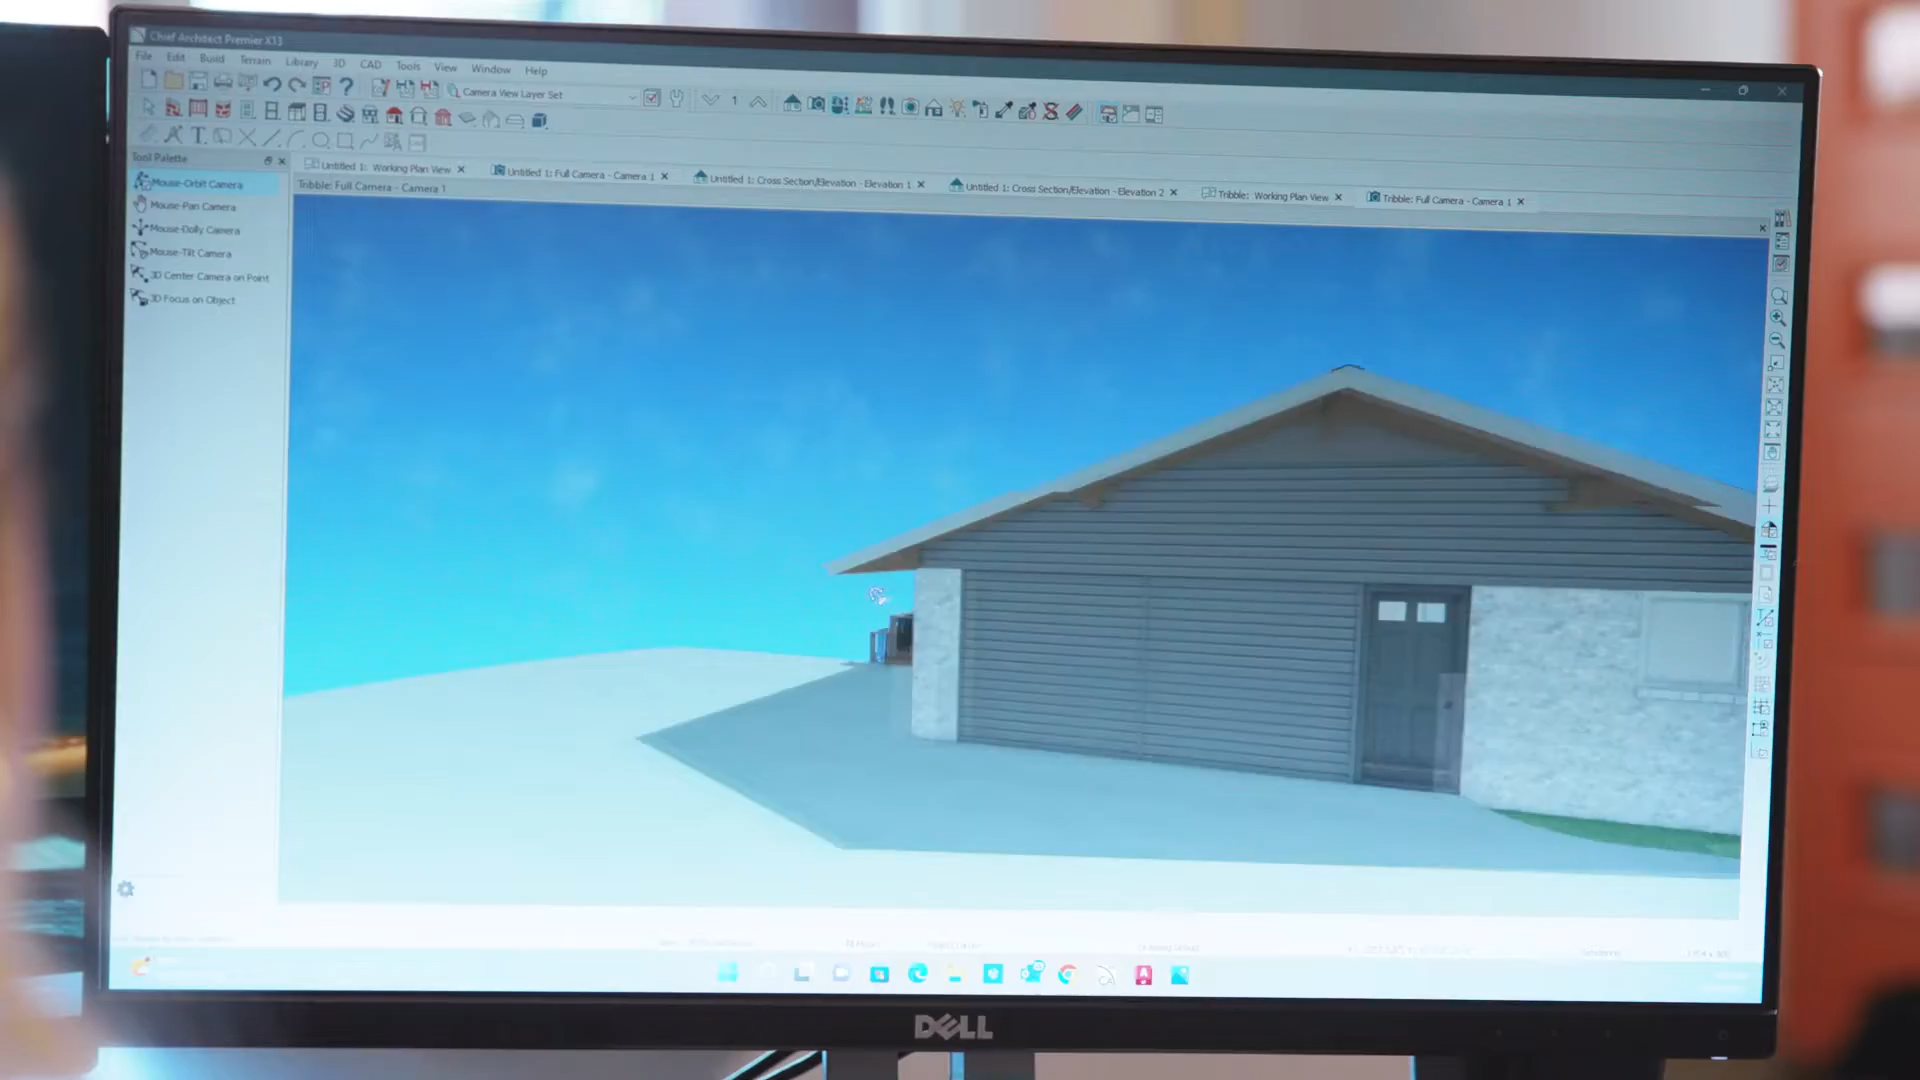 Chief Architect Premier X13
File Edit Build Terrain Library 3D CAD Tools View Window Help
Camera View Layer Set
1
Tool Palette
Untitled 1: Working Plan View
Untitled 1: Full Camera - Camera 1
Untitled 1: Cross Section/Elevation - Elevation 1
Untitled 1: Cross Section/Elevation - Elevation 2
Tribble: Working Plan View
Tribble: Full Camera - Camera 1
Tribble: Full Camera - Camera 1
Mouse-Orbit Camera
Mouse-Pan Camera
Mouse-Dolly Camera
Mouse-Tilt Camera
3D Center Camera on Point
3D Focus on Object
DELL